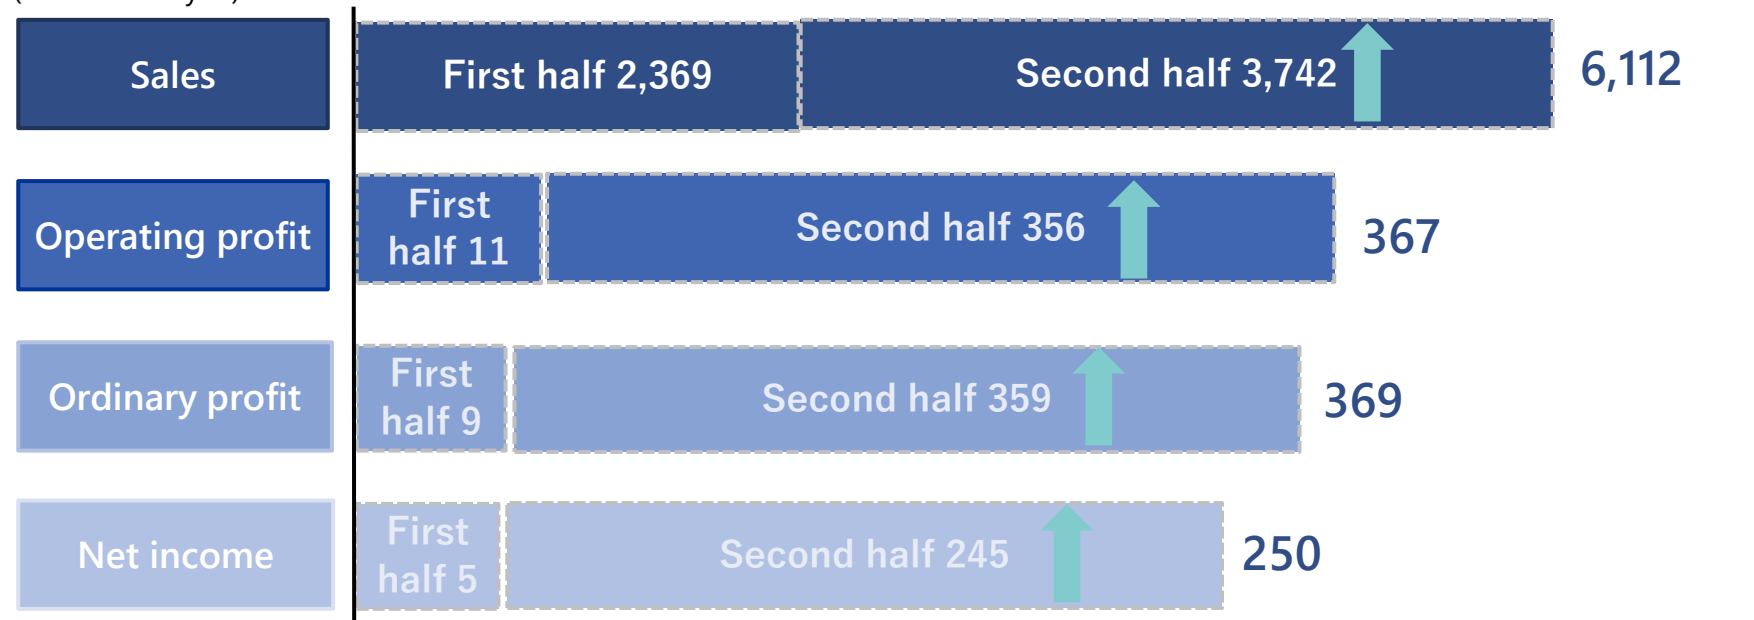 Sales
First half 2,369
Second half 3,742
6,112
Operating profit
First
half 11
Second half 356
367
Ordinary profit
First
half 9
Second half 359
369
Net income
First
half 5
Second half 245
250